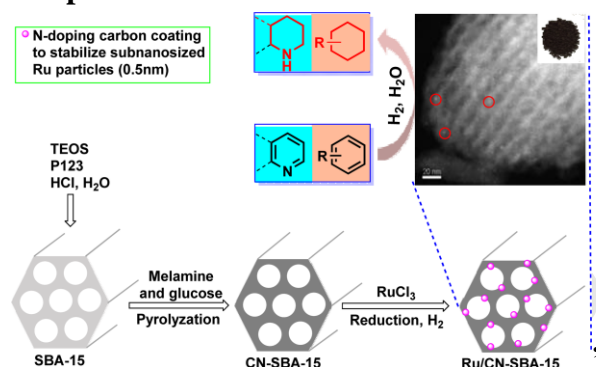 N-doping carbon coating
to stabilize subnanosized
Ru particles (0.5nm)
N
H
R
H₂, H₂O
N
R
20 nm
TEOS
P123
HCl, H₂O
Melamine
and glucose
Pyrolyzation
RuCl₃
Reduction, H₂
SBA-15
CN-SBA-15
Ru/CN-SBA-15